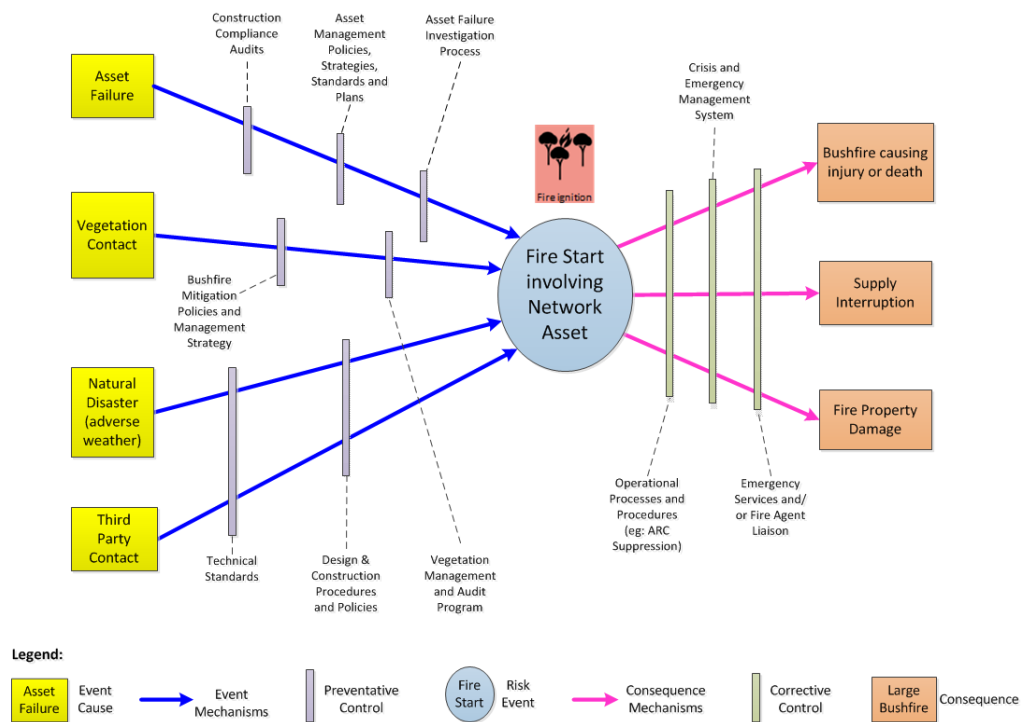 Construction
Compliance
Audits
Asset
Management
Policies,
Strategies,
Standards and
Plans
Asset Failure
Investigation
Process
Crisis and
Emergency
Management
System
Asset
Failure
Fire ignition
Bushfire causing
injury or death
Vegetation
Contact
Bushfire
Mitigation
Policies and
Management
Strategy
Fire Start
involving
Network
Asset
Supply
Interruption
Natural
Disaster
(adverse
weather)
Fire Property
Damage
Third
Party
Contact
Technical
Standards
Design &
Construction
Procedures
and Policies
Vegetation
Management
and Audit
Program
Operational
Processes and
Procedures
(eg: ARC
Suppression)
Emergency
Services and/
or Fire Agent
Liaison
Legend:
Asset
Failure
Event
Cause
Event
Mechanisms
Preventative
Control
Fire
Start
Risk
Event
Consequence
Mechanisms
Corrective
Control
Large
Bushfire
Consequence